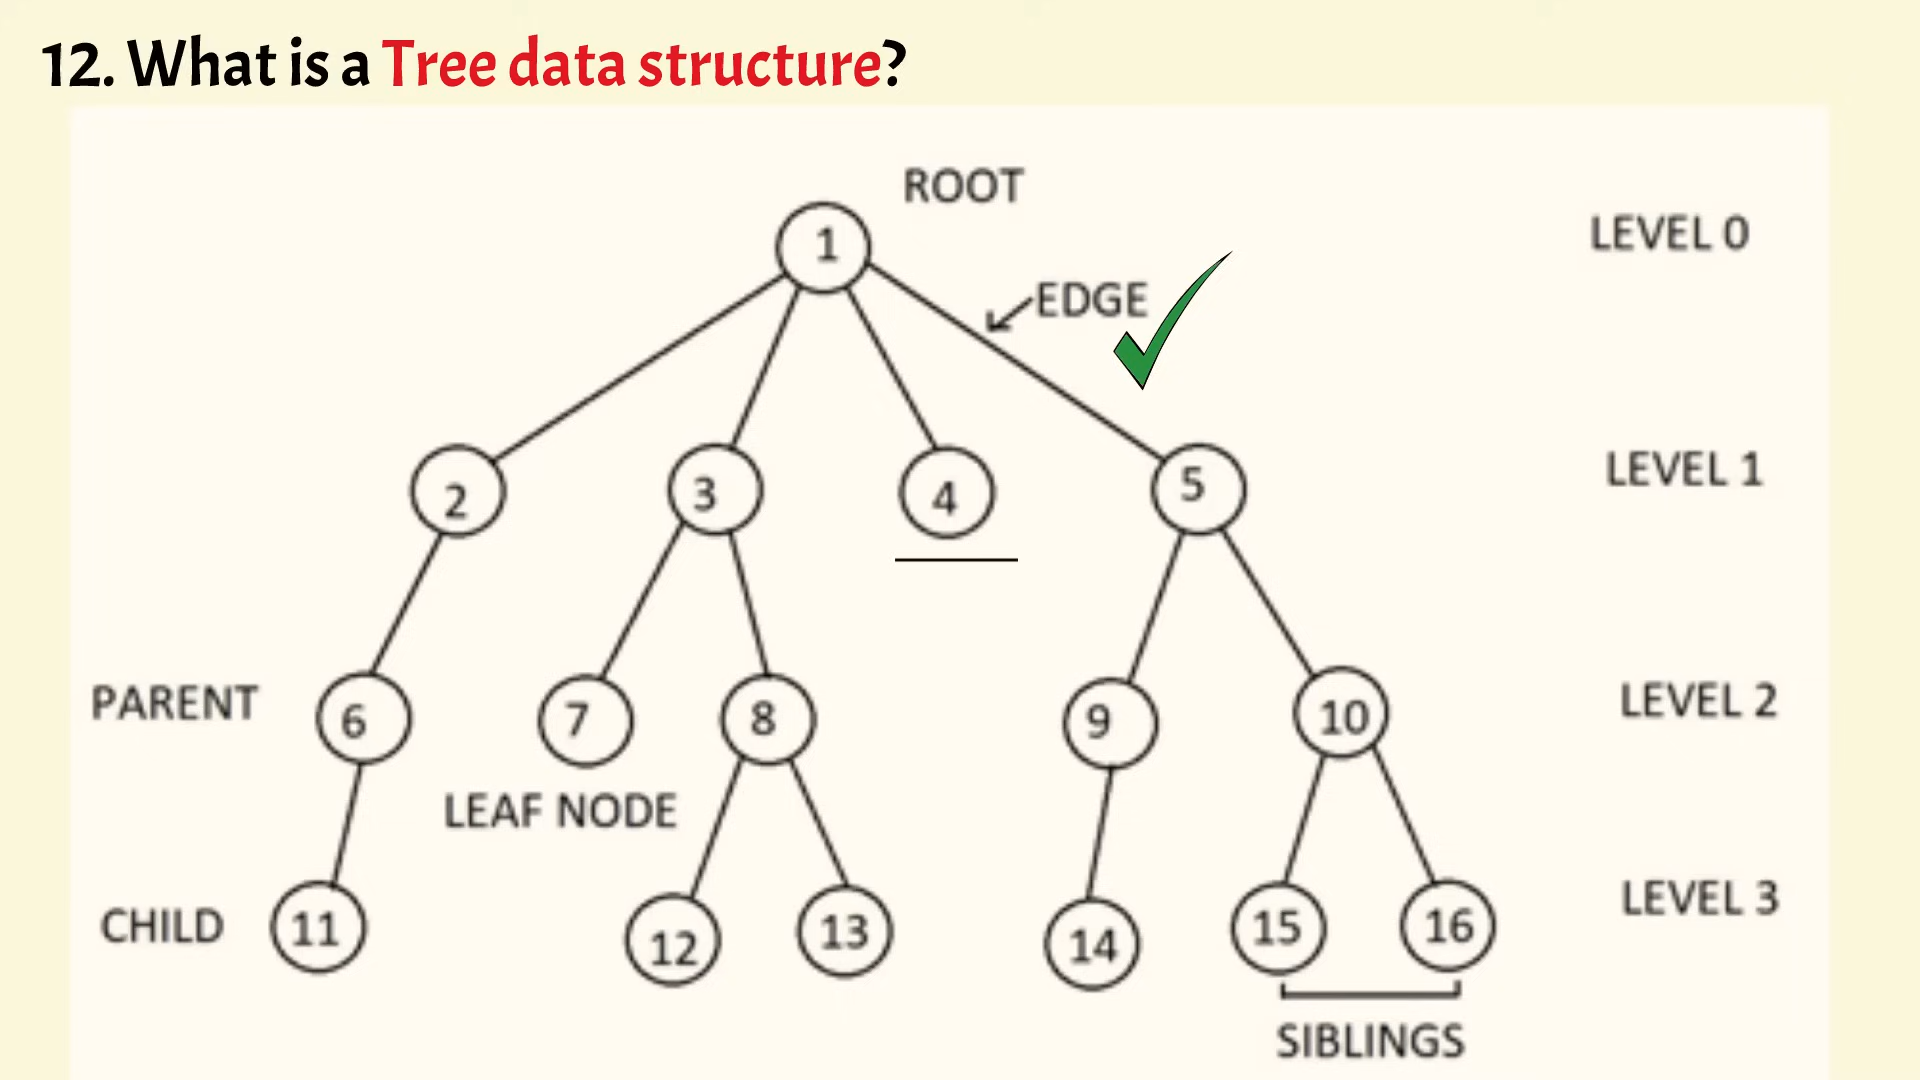 12. What is a Tree data structure?
ROOT
1
LEVEL 0
EDGE
2
3
4
5
LEVEL 1
PARENT
6
7
8
9
10
LEVEL 2
LEAF NODE
CHILD
11
12
13
14
15
16
LEVEL 3
SIBLINGS